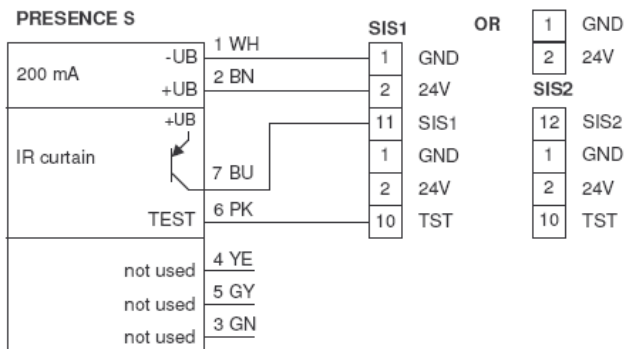 PRESENCE S
SIS1
OR
1 GND
2 24V
SIS2
200 mA
-UB 1 WH 1 GND
+UB 2 BN 2 24V
+UB 11 SIS1 12 SIS2
IR curtain
1 GND 1 GND
7 BU 2 24V 2 24V
TEST 6 PK 10 TST 10 TST
not used 4 YE
not used 5 GY
not used 3 GN